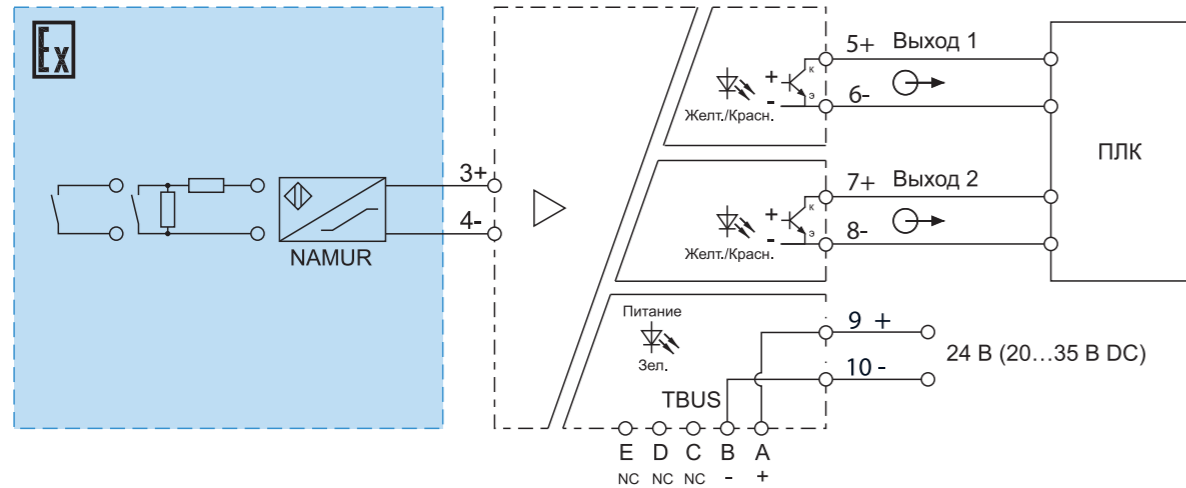 Ex
3+
4-
NAMUR
5+ Выход 1
к
+
-
э
6-
Желт./Красн.
7+ Выход 2
к
+
-
э
8-
Желт./Красн.
ПЛК
Питание
Зел.
9 +
10 -
24 В (20...35 В DC)
TBUS
E D C B A
NC NC NC - +